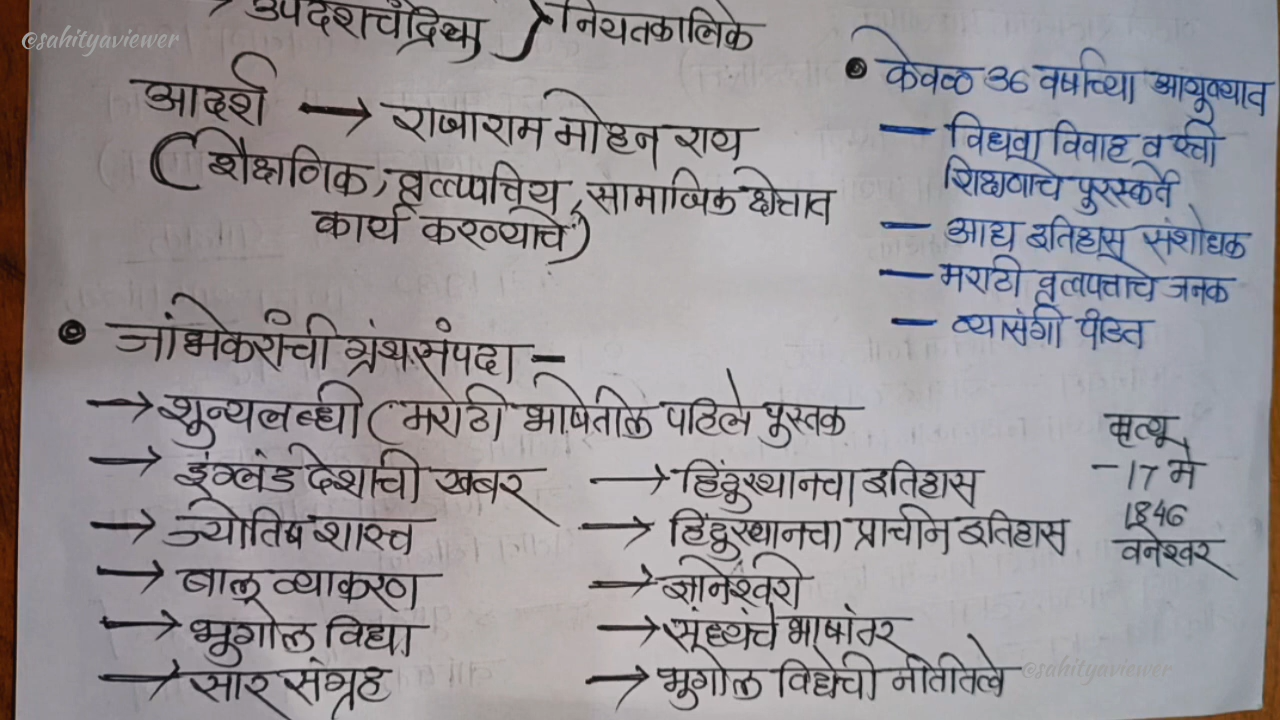 @sahityaviewer
→ उपदेशचंद्रिका } नियतकालिके
आदर्श → राजाराम मोहन राय
(शैक्षणिक, वृत्तपत्तिय, सामाजिक क्षेत्रात
कार्य करण्याचे)
• जांभेकरांची ग्रंथसंपदा –
→ शुन्यलब्धी (मराठी भाषेतील पहिले पुस्तक
→ इंग्लंड देशाची खबर
→ ज्योतिषशास्त्र
→ बाल व्याकरण
→ भुगोल विद्या
→ सार संग्रह
→ हिंदुस्थानचा इतिहास
→ हिंदुस्थानचा प्राचीन इतिहास
→ ज्ञानेश्वरी
→ संध्यंचे भाषांतर
→ भुगोल विद्येची
• केवळ ३६ वर्षाच्या आयुष्यात
– विधवा विवाह व स्त्री
शिक्षणाचे पुरस्कर्ते
– आद्य इतिहास संशोधक
– मराठी वृत्तपत्ताचे जनक
– व्यासंगी पंडित
मृत्यू
– 17 मे
1846
वनेश्वर
@sahityaviewer